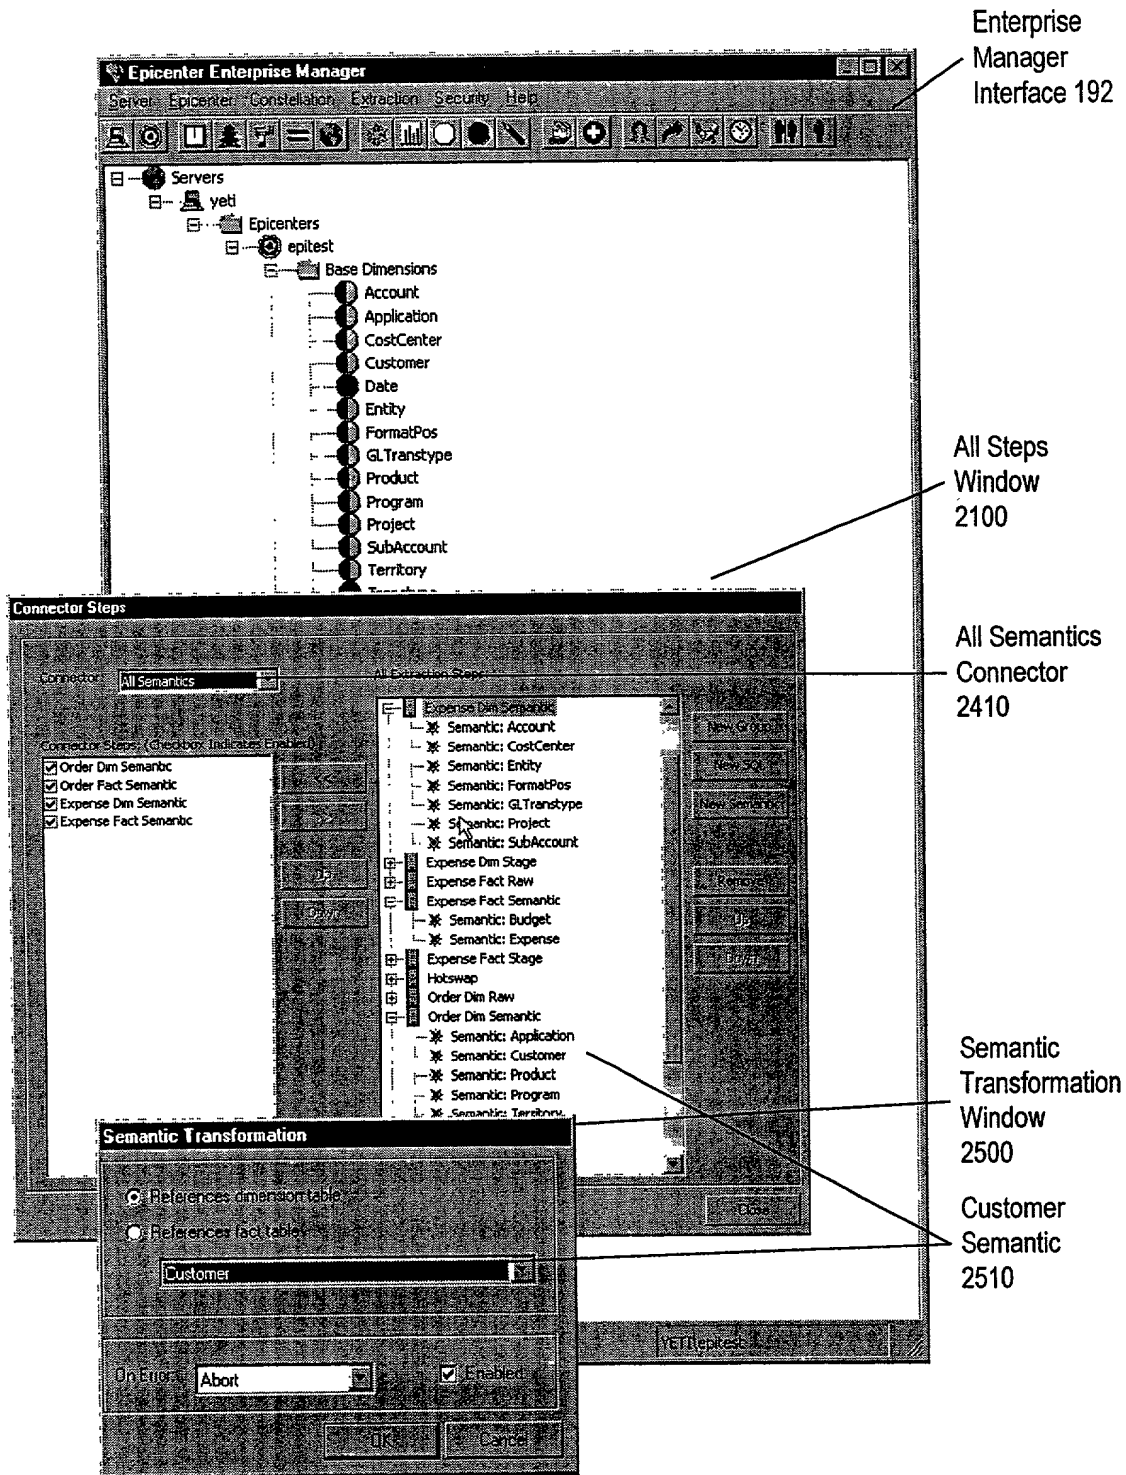 Enterprise
Manager
Interface 192
Epicenter Enterprise Manager
Server Epicenter Constellation Extraction Security Help
Servers
yeti
Epicenters
epitest
Base Dimensions
Account
Application
CostCenter
Customer
Date
Entity
FormatPos
GLTranstype
Product
Program
Project
SubAccount
Territory
All Steps
Window
2100
Connector Steps
Connector
All Semantics
All Extraction Steps
All Semantics
Connector
2410
Connector Steps: (Checkbox Indicates Enabled)
Order Dim Semantic
Order Fact Semantic
Expense Dim Semantic
Expense Fact Semantic
<<
>>
Up
Down
Expense Dim Semantic
Semantic: Account
Semantic: CostCenter
Semantic: Entity
Semantic: FormatPos
Semantic: GLTranstype
Semantic: Project
Semantic: SubAccount
Expense Dim Stage
Expense Fact Raw
Expense Fact Semantic
Semantic: Budget
Semantic: Expense
Expense Fact Stage
Hotswap
Order Dim Raw
Order Dim Semantic
Semantic: Application
Semantic: Customer
Semantic: Product
Semantic: Program
Semantic: Territory
New Group
New SQL
New Semantic
Remove
Up
Down
Close
Semantic
Transformation
Window
2500
Customer
Semantic
2510
Semantic Transformation
References dimension table
References fact table
Customer
On Error:
Abort
Enabled
OK
Cancel